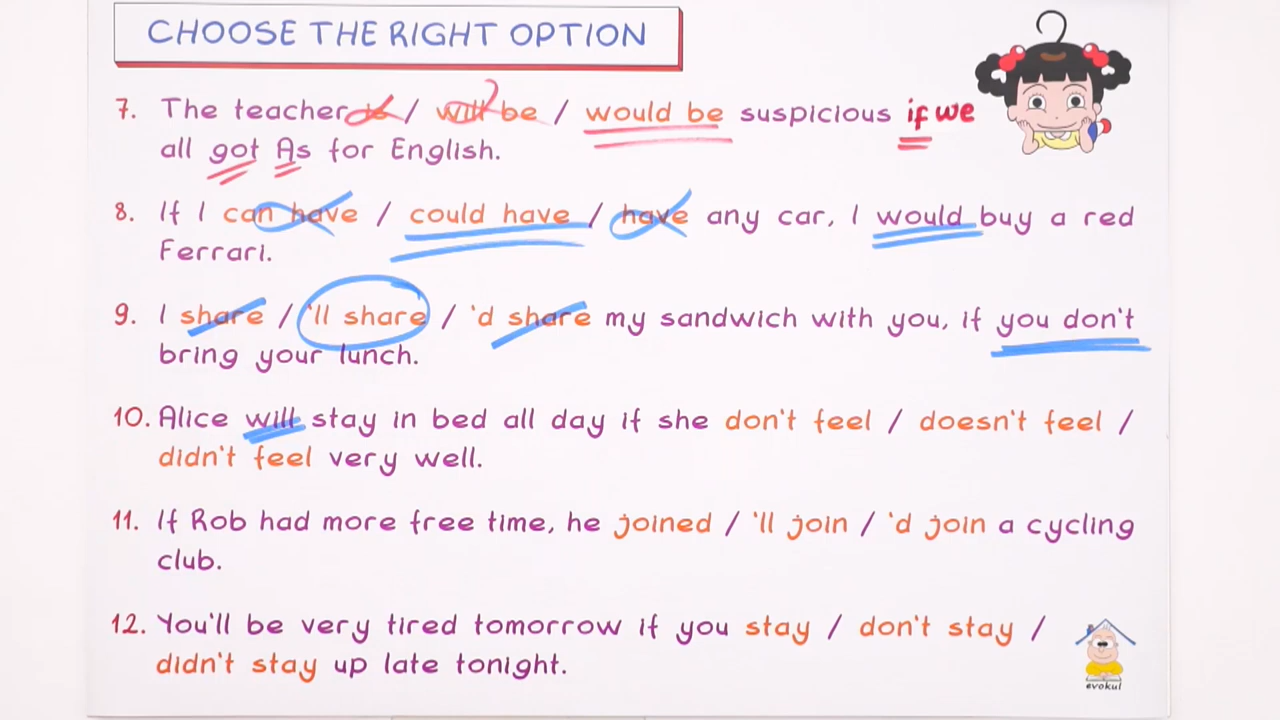 CHOOSE THE RIGHT OPTION
7. The teacher is / will be / would be suspicious if we
all got As for English.
8. If I can have / could have / have any car, I would buy a red
Ferrari.
9. I share / 'll share / 'd share my sandwich with you, if you don't
bring your lunch.
10. Alice will stay in bed all day if she don't feel / doesn't feel /
didn't feel very well.
11. If Rob had more free time, he joined / 'll join / 'd join a cycling
club.
12. You'll be very tired tomorrow if you stay / don't stay /
didn't stay up late tonight.
evokul